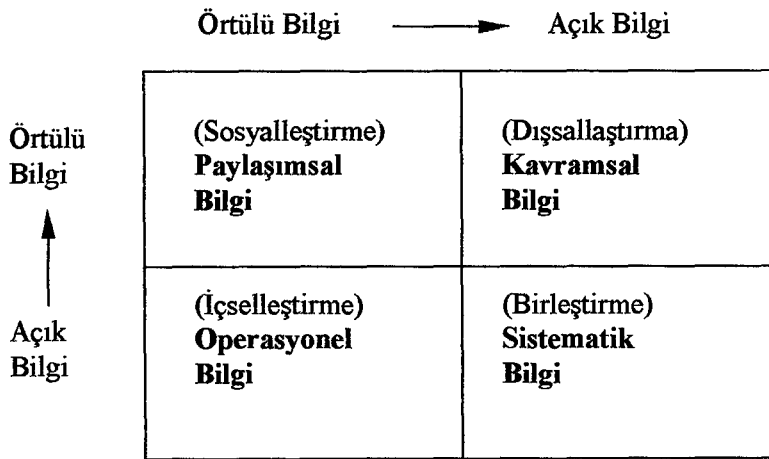 Örtülü Bilgi Açık Bilgi
Örtülü
Bilgi
(Sosyalleştirme)
Paylaşımsal
Bilgi
(Dışsallaştırma)
Kavramsal
Bilgi
Açık
Bilgi
(İçselleştirme)
Operasyonel
Bilgi
(Birleştirme)
Sistematik
Bilgi